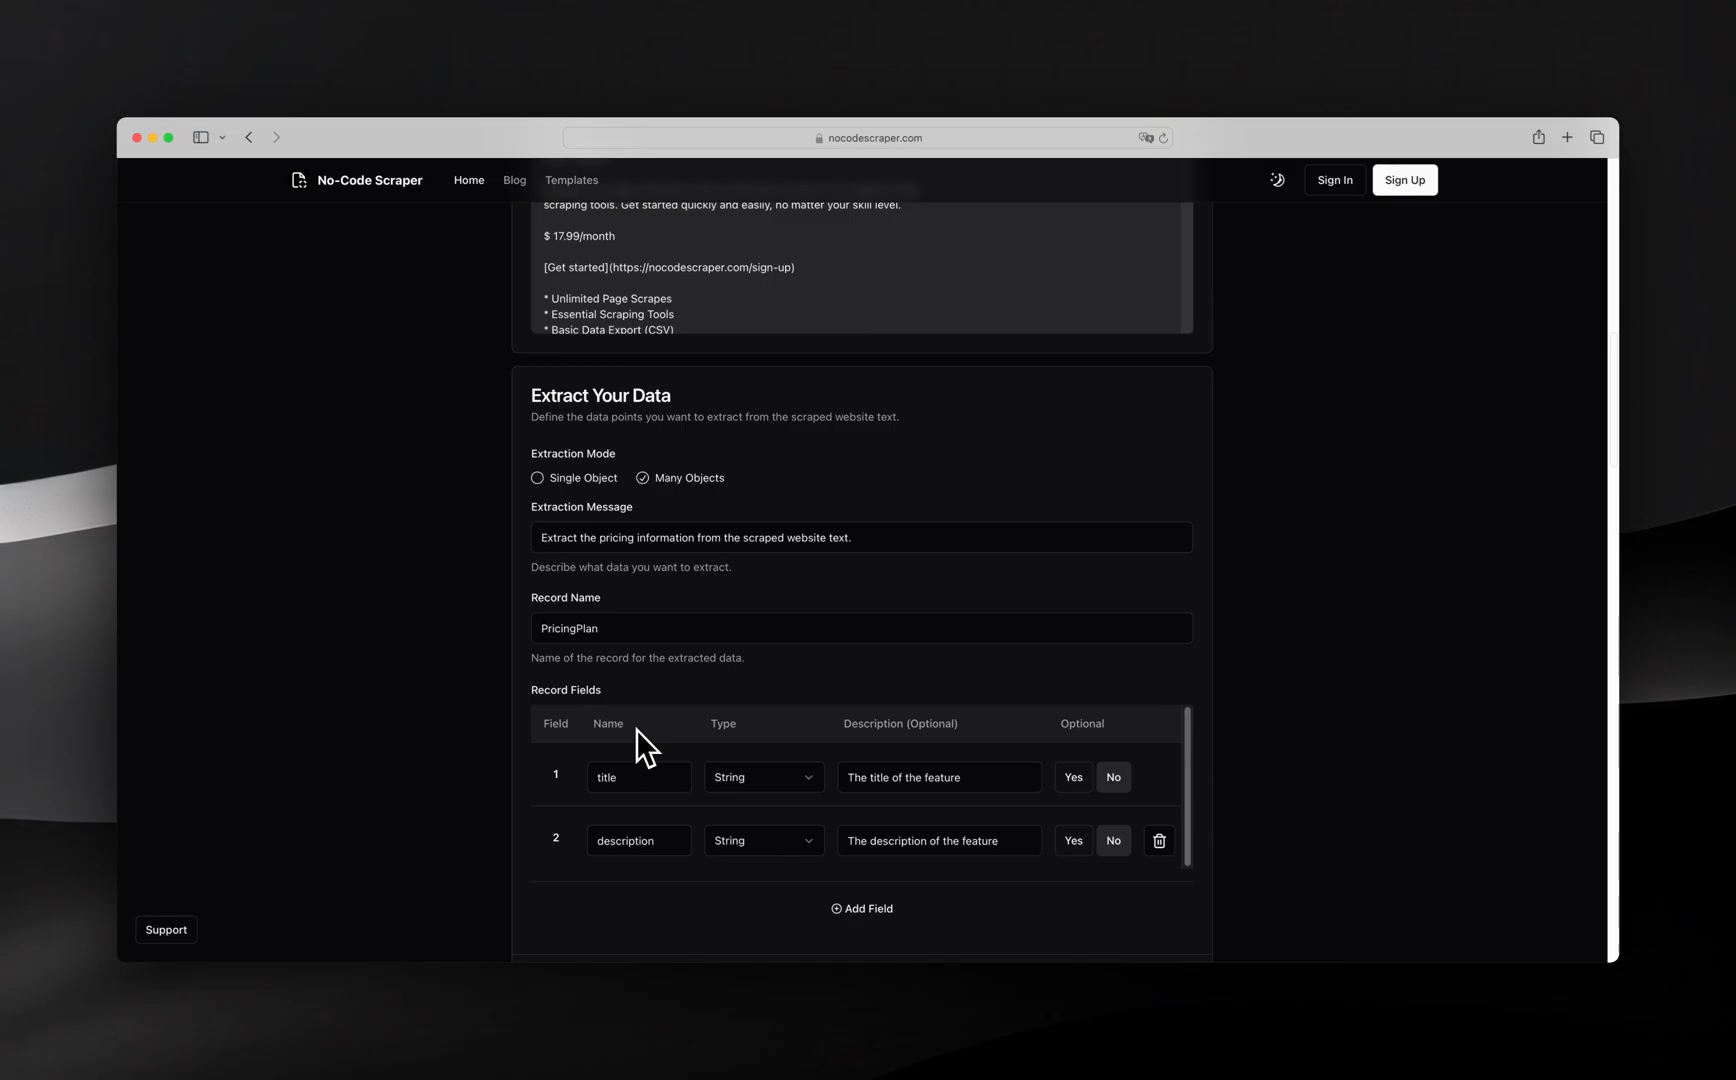 nocodescraper.com
No-Code Scraper
Home
Blog
Templates
Sign In
Sign Up
scraping tools. Get started quickly and easily, no matter your skill level.
$ 17.99/month
[Get started](https://nocodescraper.com/sign-up)
* Unlimited Page Scrapes
* Essential Scraping Tools
* Basic Data Export (CSV)
Extract Your Data
Define the data points you want to extract from the scraped website text.
Extraction Mode
Single Object
Many Objects
Extraction Message
Extract the pricing information from the scraped website text.
Describe what data you want to extract.
Record Name
PricingPlan
Name of the record for the extracted data.
Record Fields
Field Name Type Description (Optional) Optional
1 title String The title of the feature Yes No
2 description String The description of the feature Yes No
Add Field
Support